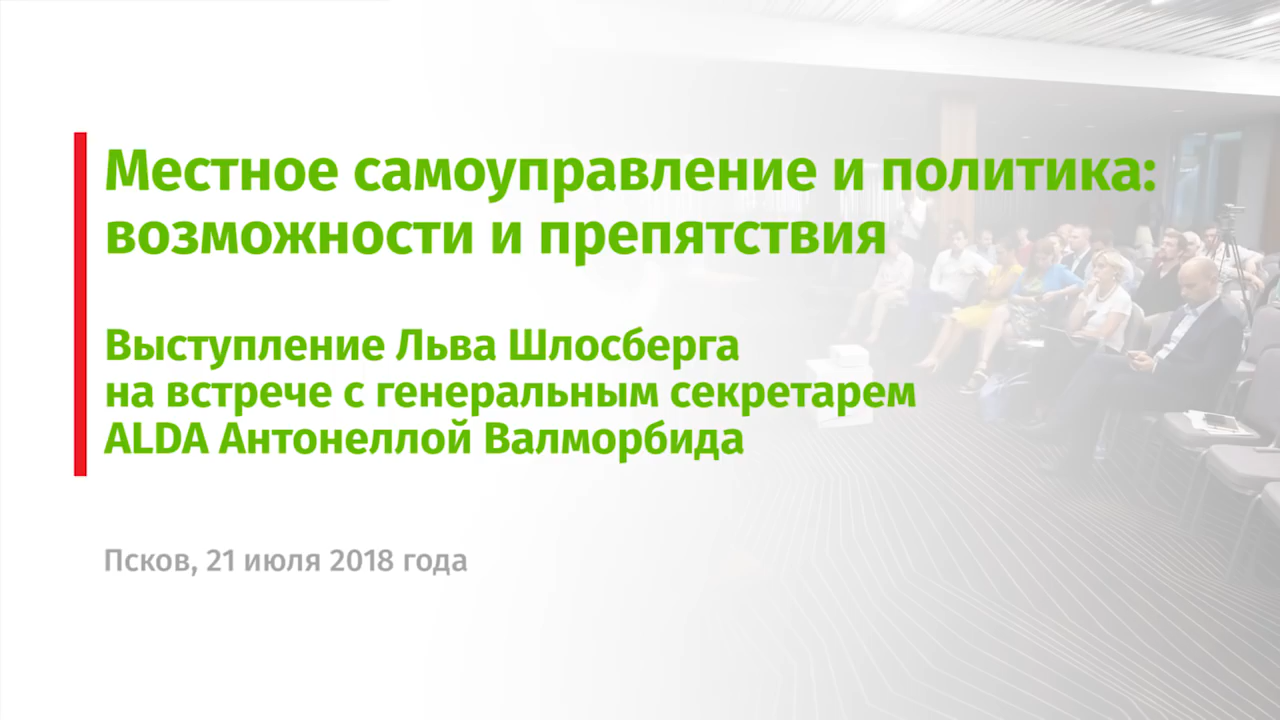 Местное самоуправление и политика:
возможности и препятствия
Выступление Льва Шлосберга
на встрече с генеральным секретарем
ALDA Антонеллой Валморбида
Псков, 21 июля 2018 года